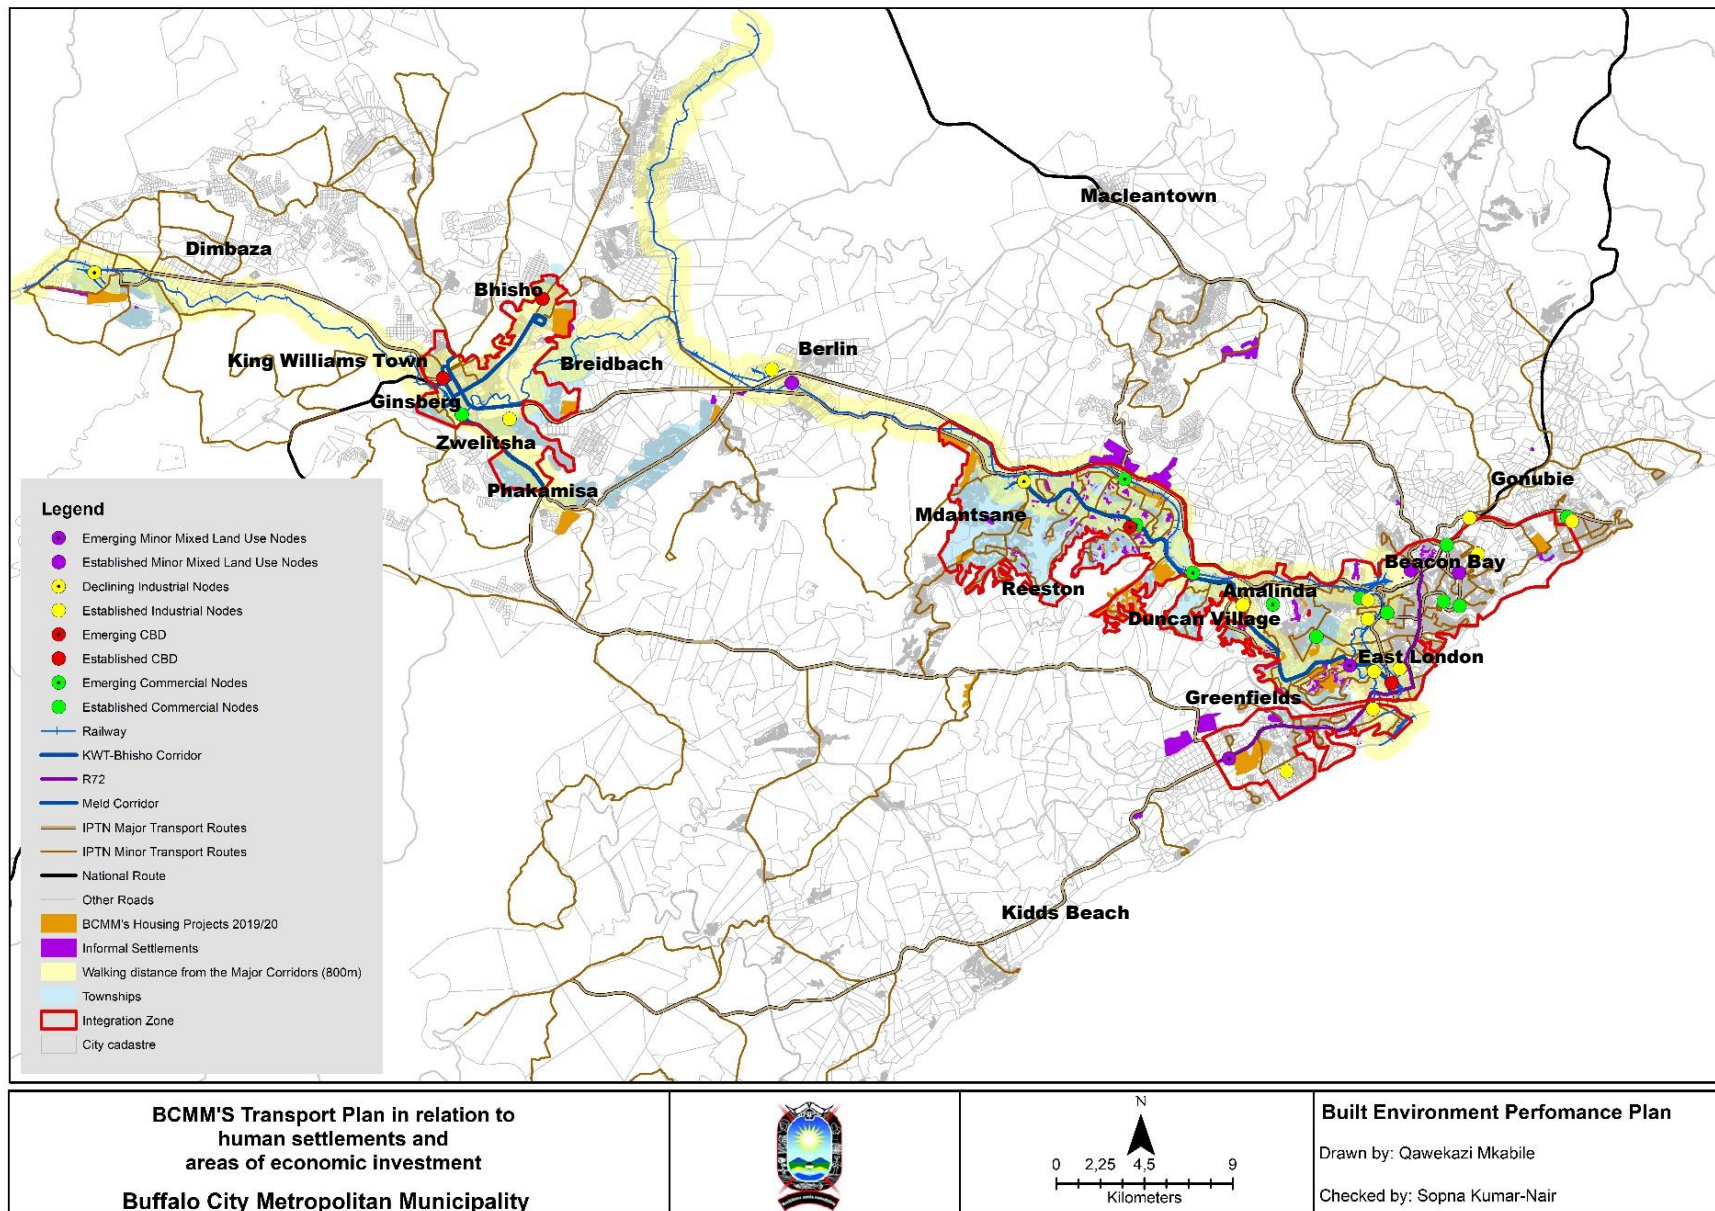 Macleantown
Dimbaza
Bhisho
Berlin
King Williams Town
Breidbach
Ginsberg
Zwelitsha
Gonubie
Phakamisa
Mdantsane
Beacon Bay
Reeston
Amalinda
Duncan Village
East London
Greenfields
Kidds Beach
Legend
Emerging Minor Mixed Land Use Nodes
Established Minor Mixed Land Use Nodes
Declining Industrial Nodes
Established Industrial Nodes
Emerging CBD
Established CBD
Emerging Commercial Nodes
Established Commercial Nodes
Railway
KWT-Bhisho Corridor
R72
Meld Corridor
IPTN Major Transport Routes
IPTN Minor Transport Routes
National Route
Other Roads
BCMM's Housing Projects 2019/20
Informal Settlements
Walking distance from the Major Corridors (800m)
Townships
Integration Zone
City cadastre
BCMM'S Transport Plan in relation to
human settlements and
areas of economic investment
Buffalo City Metropolitan Municipality
N
0 2,25 4,5 9
Kilometers
Built Environment Perfomance Plan
Drawn by: Qawekazi Mkabile
Checked by: Sopna Kumar-Nair